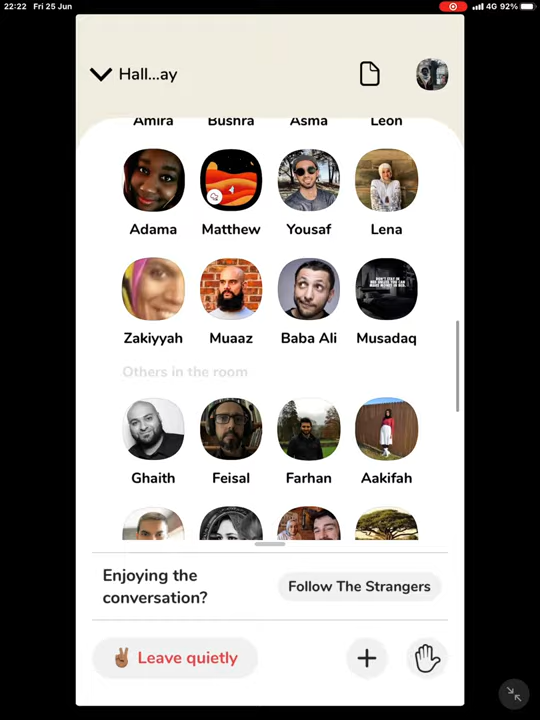 22:22 Fri 25 Jun 4G 92%
Hall...ay
Amira Bushra Asma Leon
Adama Matthew Yousaf Lena
Zakiyyah Muaaz Baba Ali Musadaq
Others in the room
Ghaith Feisal Farhan Aakifah
Enjoying the
conversation?
Follow The Strangers
Leave quietly